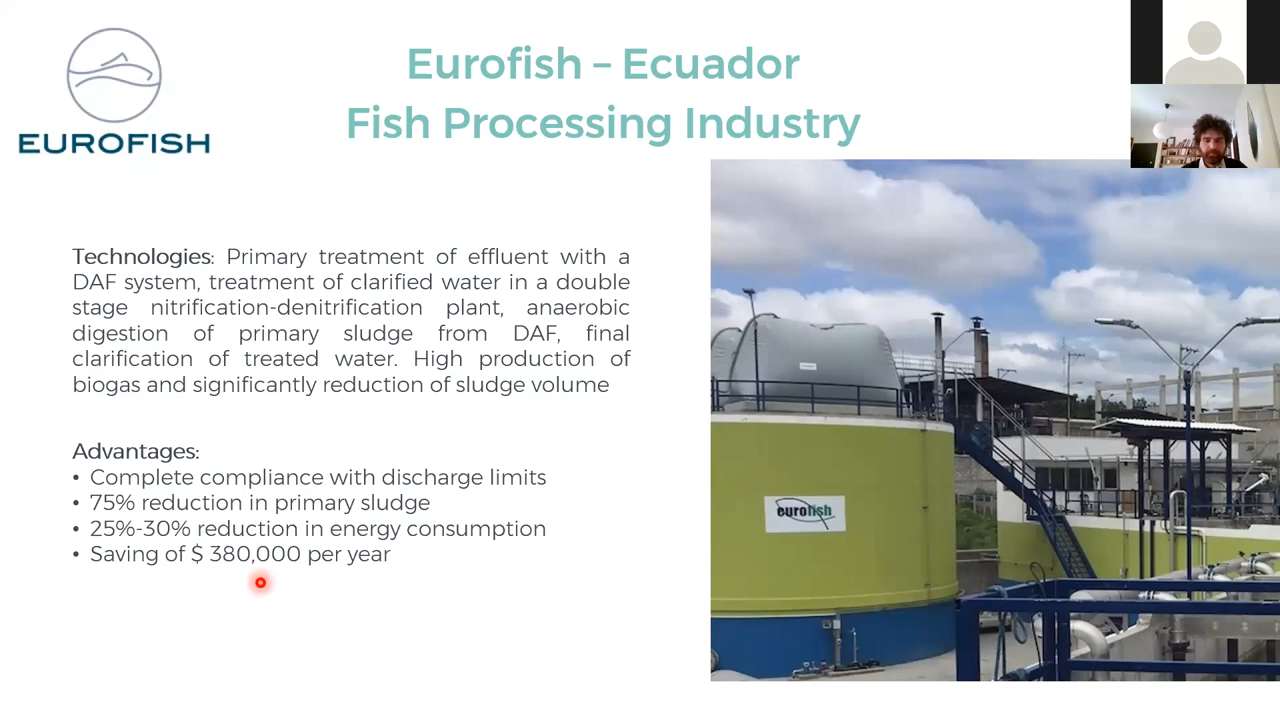 EUROFISH
Eurofish – Ecuador
Fish Processing Industry
Technologies: Primary treatment of effluent with a
DAF system, treatment of clarified water in a double
stage nitrification-denitrification plant, anaerobic
digestion of primary sludge from DAF, final
clarification of treated water. High production of
biogas and significantly reduction of sludge volume
Advantages:
• Complete compliance with discharge limits
• 75% reduction in primary sludge
• 25%-30% reduction in energy consumption
• Saving of $ 380,000 per year
eurofish